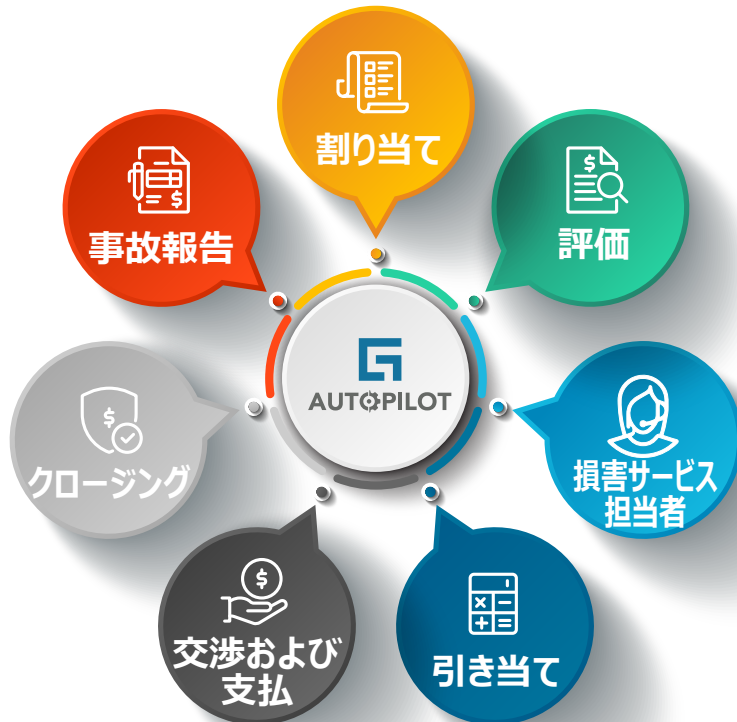 割り当て
事故報告
評価
AUTOPILOT
クロージング
損害サービス
担当者
交渉および
支払
引き当て